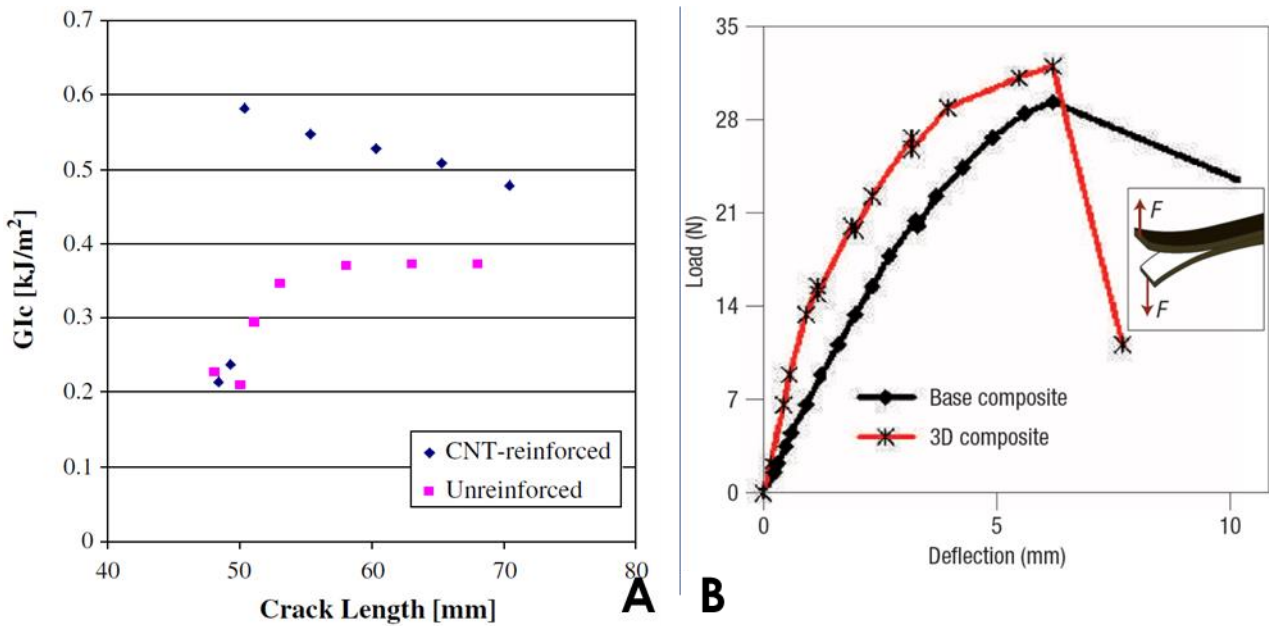 0.7
0.6
0.5
0.4
0.3
0.2
0.1
0
GIc [kJ/m²]
CNT-reinforced
Unreinforced
40
50
60
70
80
Crack Length [mm]
A
B
35
28
21
14
7
0
Load (N)
F
F
Base composite
3D composite
0
5
10
Deflection (mm)